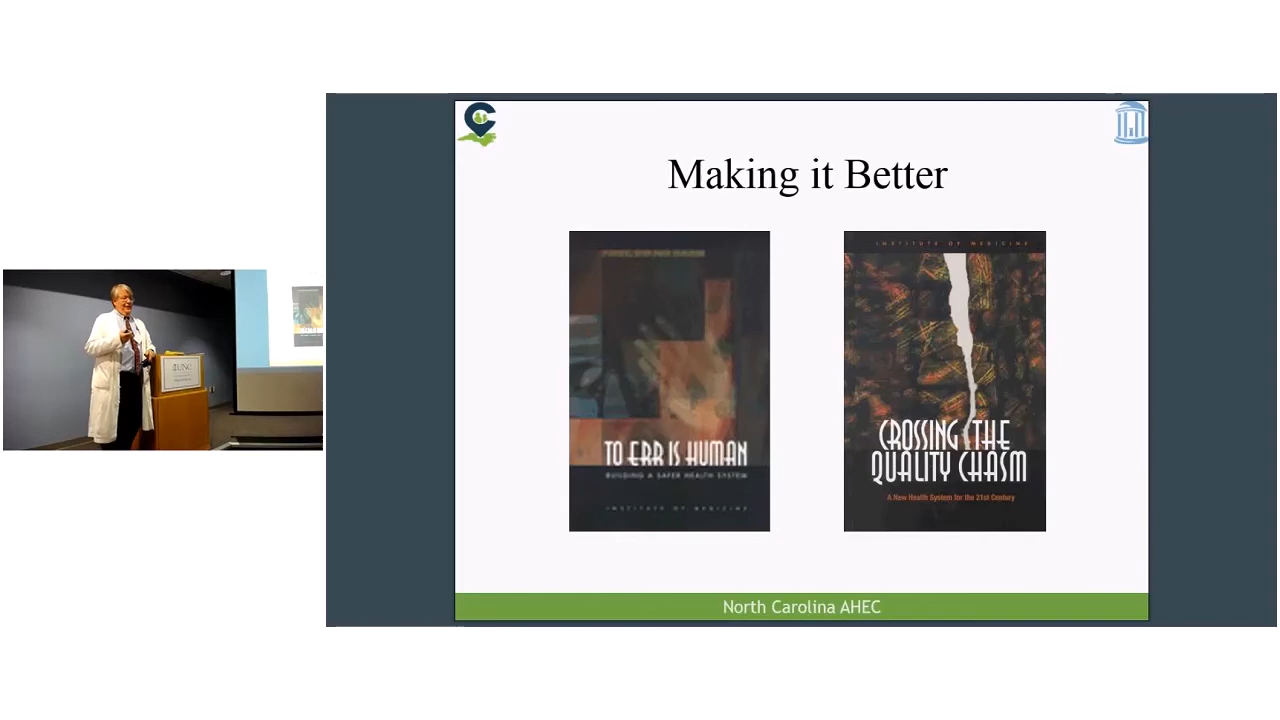 Making it Better
TO ERR IS HUMAN
BUILDING A SAFER HEALTH SYSTEM
INSTITUTE OF MEDICINE
INSTITUTE OF MEDICINE
CROSSING THE
QUALITY CHASM
A New Health System for the 21st Century
North Carolina AHEC
UNC